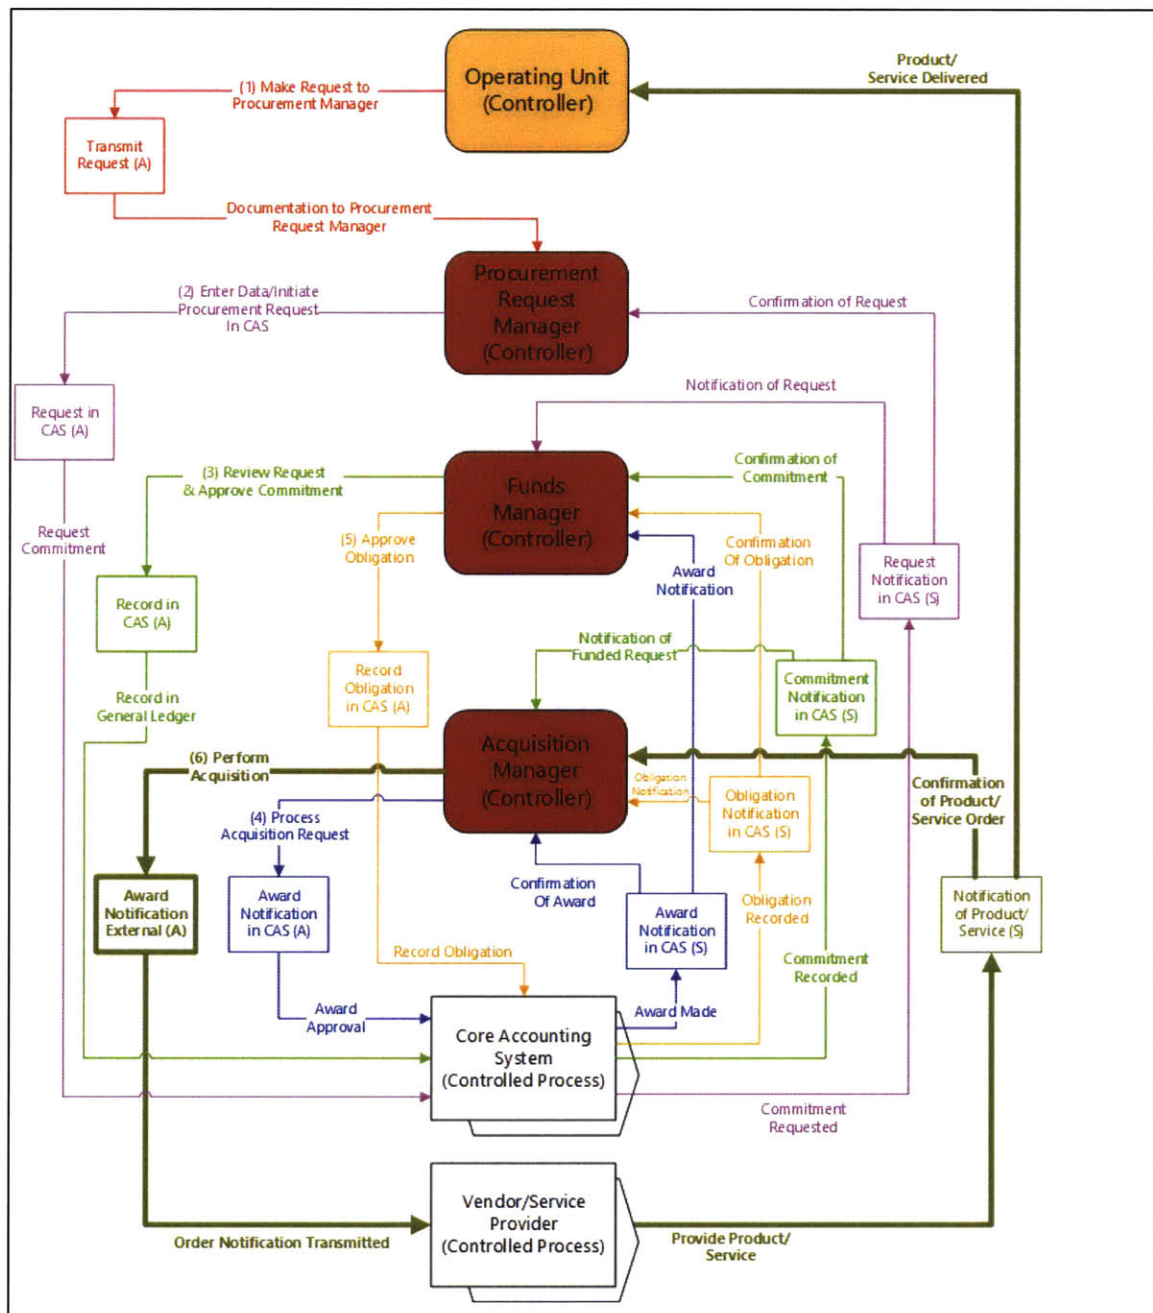 Product/
Service Delivered
Operating Unit
(Controller)
(1) Make Request to
Procurement Manager
Transmit
Request (A)
Documentation to Procurement
Request Manager
Procurement
Request
Manager
(Controller)
(2) Enter Data/Initiate
Procurement Request
In CAS
Confirmation of Request
Notification of Request
Request in
CAS (A)
(3) Review Request
& Approve Commitment
Funds
Manager
(Controller)
Confirmation of
Commitment
Request
Commitment
(5) Approve
Obligation
Confirmation
Of Obligation
Award
Notification
Request
Notification
in CAS (S)
Record in
CAS (A)
Notification of
Funded Request
Record
Obligation
in CAS (A)
Commitment
Notification
in CAS (S)
Record in
General Ledger
(6) Perform
Acquisition
Acquisition
Manager
(Controller)
Obligation
Notification
Obligation
Notification
in CAS (S)
Confirmation
of Product/
Service Order
(4) Process
Acquisition Request
Award
Notification
External (A)
Award
Notification
in CAS (A)
Confirmation
Of Award
Award
Notification
in CAS (S)
Obligation
Recorded
Notification
of Product/
Service (S)
Record Obligation
Commitment
Recorded
Award
Approval
Award Made
Core Accounting
System
(Controlled Process)
Commitment
Requested
Vendor/Service
Provider
(Controlled Process)
Order Notification Transmitted
Provide Product/
Service